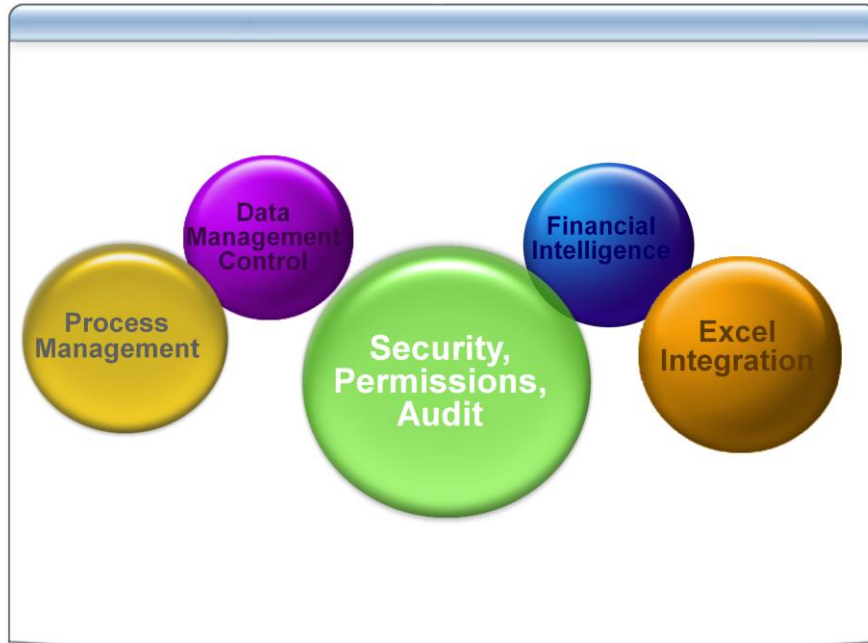 Process
Management
Data
Management
Control
Security,
Permissions,
Audit
Financial
Intelligence
Excel
Integration